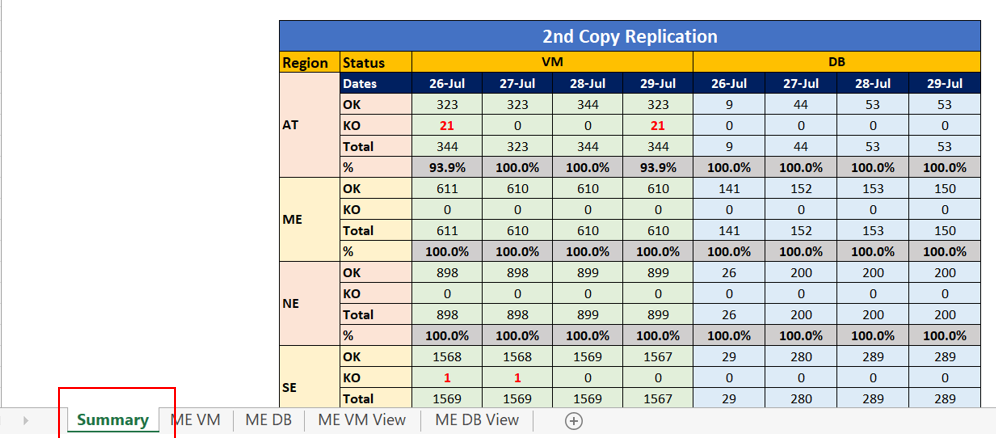 2nd Copy Replication
Region Status VM DB
Dates 26-Jul 27-Jul 28-Jul 29-Jul 26-Jul 27-Jul 28-Jul 29-Jul
AT
OK 323 323 344 323 9 44 53 53
KO 21 0 0 21 0 0 0 0
Total 344 323 344 344 9 44 53 53
% 93.9% 100.0% 100.0% 93.9% 100.0% 100.0% 100.0% 100.0%
ME
OK 611 610 610 610 141 152 153 150
KO 0 0 0 0 0 0 0 0
Total 611 610 610 610 141 152 153 150
% 100.0% 100.0% 100.0% 100.0% 100.0% 100.0% 100.0% 100.0%
NE
OK 898 898 899 899 26 200 200 200
KO 0 0 0 0 0 0 0 0
Total 898 898 899 899 26 200 200 200
% 100.0% 100.0% 100.0% 100.0% 100.0% 100.0% 100.0% 100.0%
SE
OK 1568 1568 1569 1567 29 280 289 289
KO 1 1 0 0 0 0 0 0
Total 1569 1569 1569 1567 29 280 289 289
Summary ME VM ME DB ME VM View ME DB View